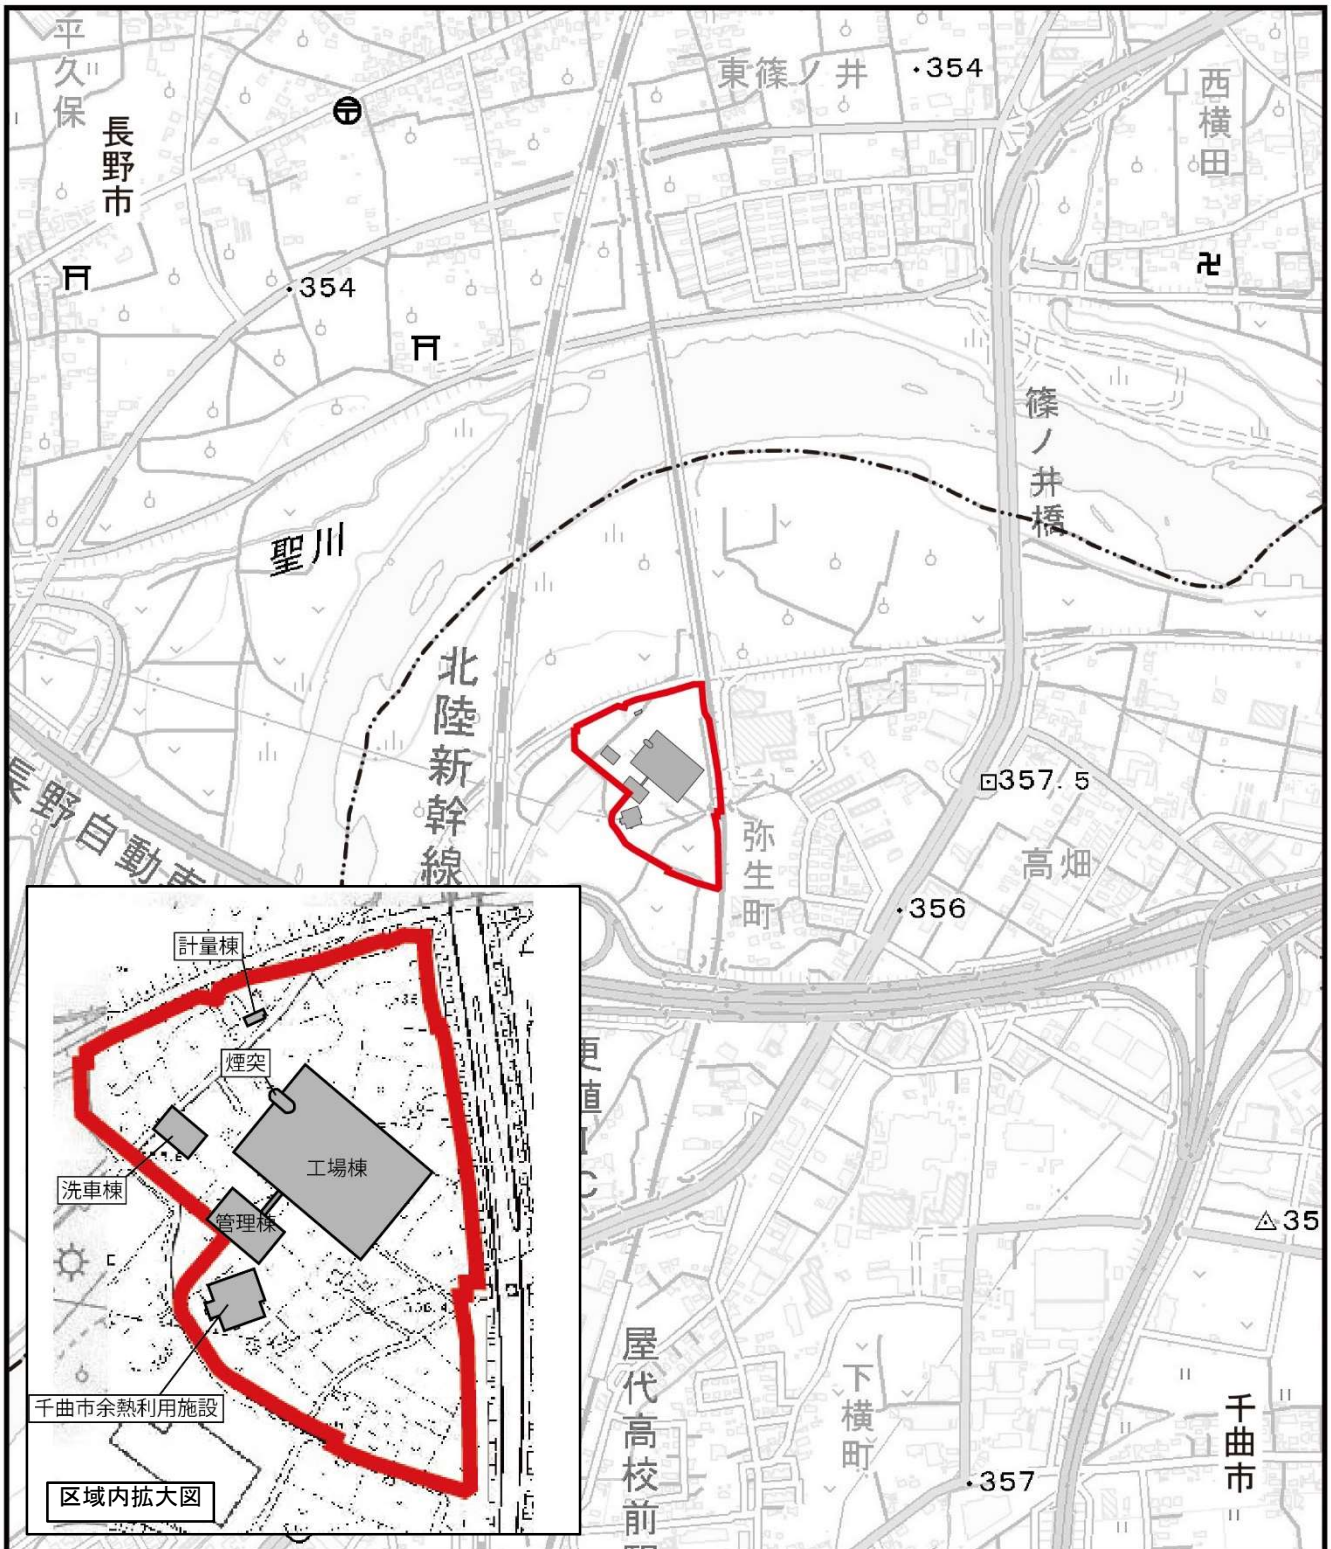 平久保
長野市
東篠ノ井
354
西横田
354
篠ノ井橋
聖川
北陸新幹線
長野自動車
357.5
弥生町
高畑
356
計量棟
煙突
工場棟
洗車棟
管理棟
千曲市余熱利用施設
区域内拡大図
更埴IC
35
屋代高校前駅
下横町
千曲市
357